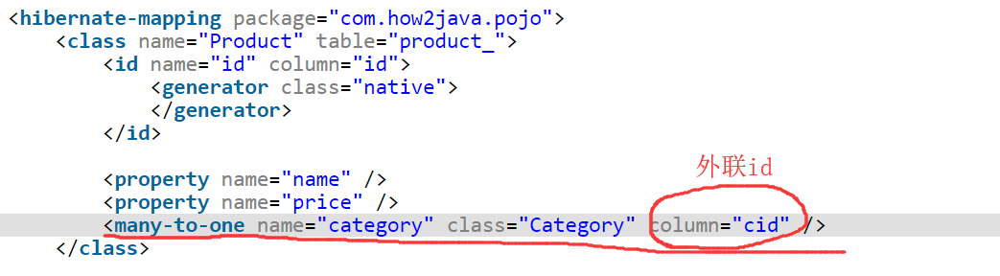 <hibernate-mapping package="com.how2java.pojo">
<class name="Product" table="product_">
<id name="id" column="id">
<generator class="native">
</generator>
</id>
<property name="name" />
外联id
<property name="price" />
<many-to-one name="category" class="Category" column="cid" />
</class>